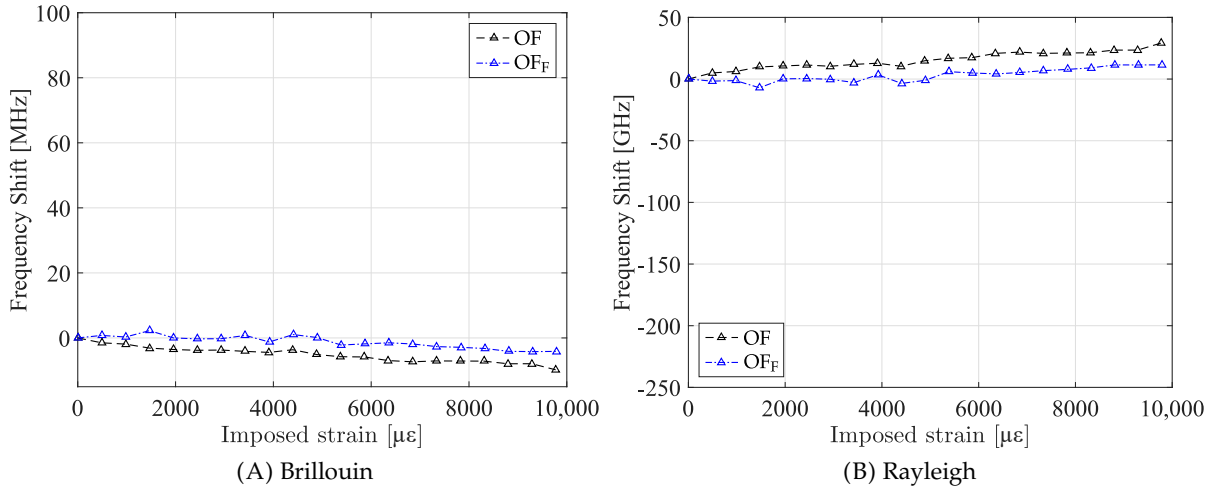 100
80
60
40
20
0
Frequency Shift [MHz]
OF
OF_F
0 2000 4000 6000 8000 10,000
Imposed strain [µε]
(A) Brillouin
50
0
-50
-100
-150
-200
-250
Frequency Shift [GHz]
OF
OF_F
0 2000 4000 6000 8000 10,000
Imposed strain [µε]
(B) Rayleigh